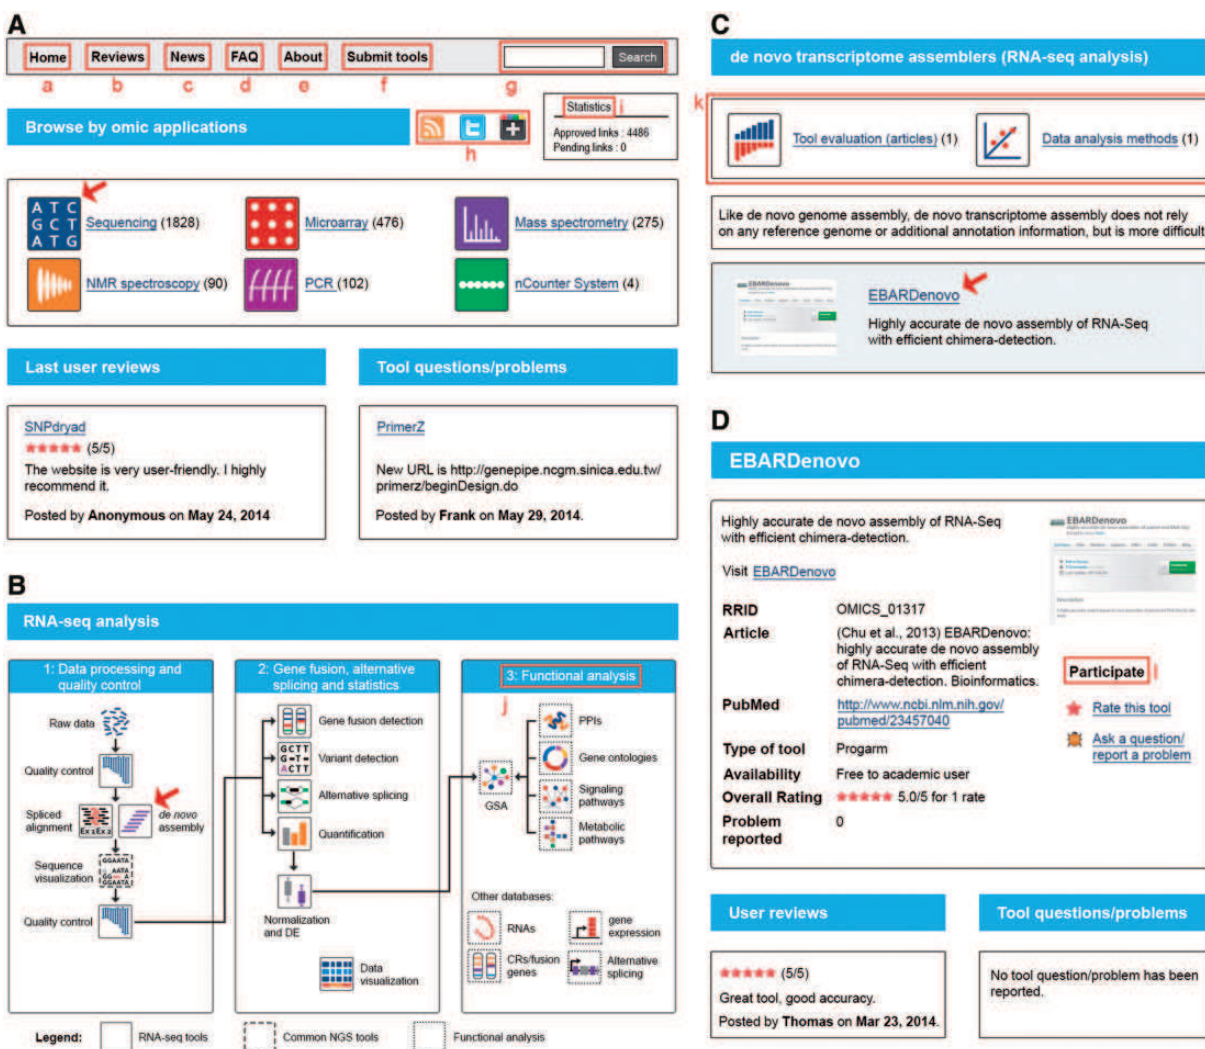 A
Home Reviews News FAQ About Submit tools Search
a b c d e f g
Browse by omic applications
h
Statistics i
Approved links : 4486
Pending links : 0
A T C
G C T
A T G
Sequencing (1828)
Microarray (476)
Mass spectrometry (275)
NMR spectroscopy (90)
PCR (102)
nCounter System (4)
Last user reviews
SNPdryad
(5/5)
The website is very user-friendly. I highly
recommend it.
Posted by Anonymous on May 24, 2014
Tool questions/problems
PrimerZ
New URL is http://genepipe.ncgm.sinica.edu.tw/
primerz/beginDesign.do
Posted by Frank on May 29, 2014.
B
RNA-seq analysis
1: Data processing and
quality control
Raw data
Quality control
Spliced
alignment
Ex 1 Ex 2
de novo
assembly
Sequence
visualization
GGAATA
AATA
GG A
GGAATA
Quality control
2: Gene fusion, alternative
splicing and statistics
Gene fusion detection
GCTT
G=T=
ACTT
Variant detection
Alternative splicing
Quantification
Normalization
and DE
Data
visualization
3: Functional analysis
j
GSA
PPIs
Gene ontologies
Signaling
pathways
Metabolic
pathways
Other databases:
RNAs
gene
expression
CRs/fusion
genes
Alternative
splicing
Legend:
RNA-seq tools
Common NGS tools
Functional analysis
C
de novo transcriptome assemblers (RNA-seq analysis)
k
Tool evaluation (articles) (1)
Data analysis methods (1)
Like de novo genome assembly, de novo transcriptome assembly does not rely
on any reference genome or additional annotation information, but is more difficult
EBARDenovo
EBARDenovo
Highly accurate de novo assembly of RNA-Seq
with efficient chimera-detection.
D
EBARDenovo
Highly accurate de novo assembly of RNA-Seq
with efficient chimera-detection.
Visit EBARDenovo
EBARDenovo
RRID OMICS_01317
Article (Chu et al., 2013) EBARDenovo:
highly accurate de novo assembly
of RNA-Seq with efficient
chimera-detection. Bioinformatics.
PubMed http://www.ncbi.nlm.nih.gov/
pubmed/23457040
Type of tool Progarm
Availability Free to academic user
Overall Rating 5.0/5 for 1 rate
Problem
reported 0
Participate l
Rate this tool
Ask a question/
report a problem
User reviews
(5/5)
Great tool, good accuracy.
Posted by Thomas on Mar 23, 2014.
Tool questions/problems
No tool question/problem has been
reported.